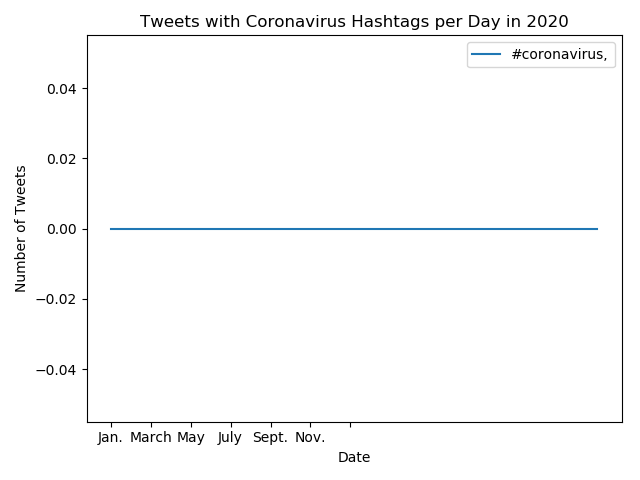 Tweets with Coronavirus Hashtags per Day in 2020
#coronavirus,
0.04
0.02
0.00
−0.02
−0.04
Number of Tweets
Jan. March May July Sept. Nov.
Date